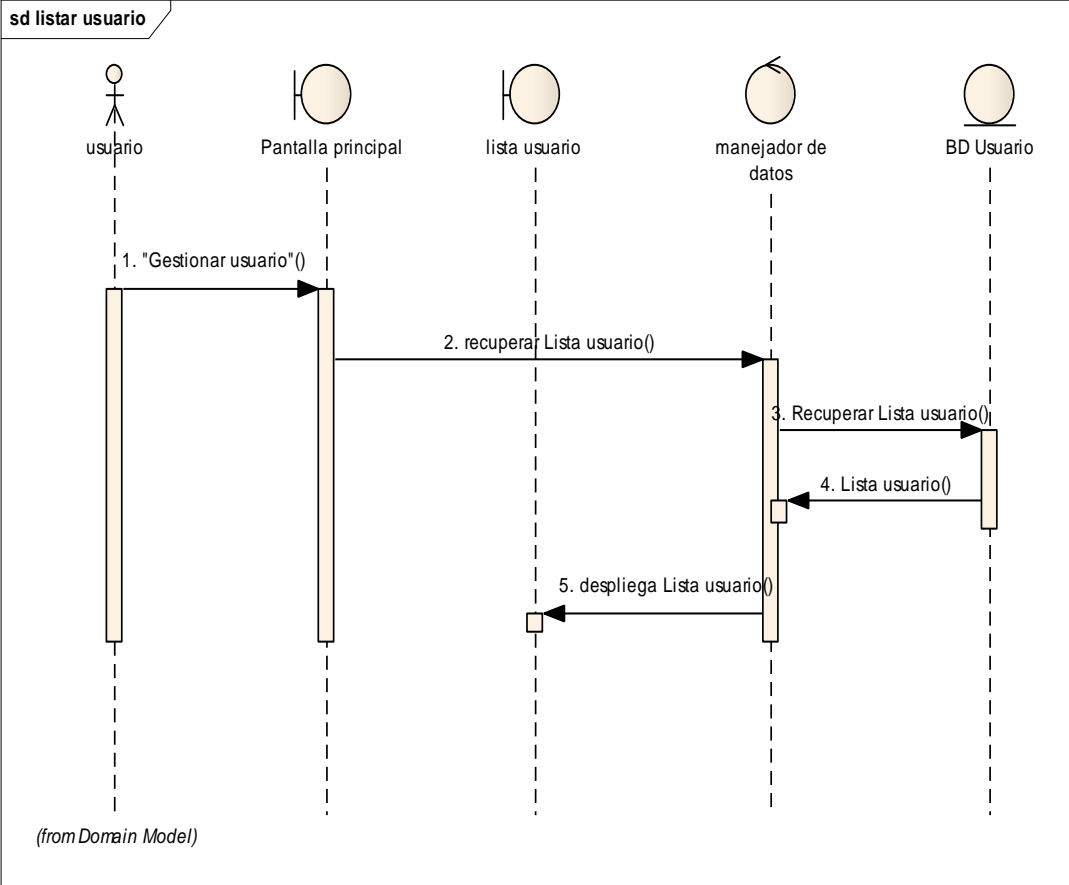 sd listar usuario
usuario
Pantalla principal
lista usuario
manejador de
datos
BD Usuario
1. "Gestionar usuario"()
2. recuperar Lista usuario()
3. Recuperar Lista usuario()
4. Lista usuario()
5. despliega Lista usuario()
(from Domain Model)